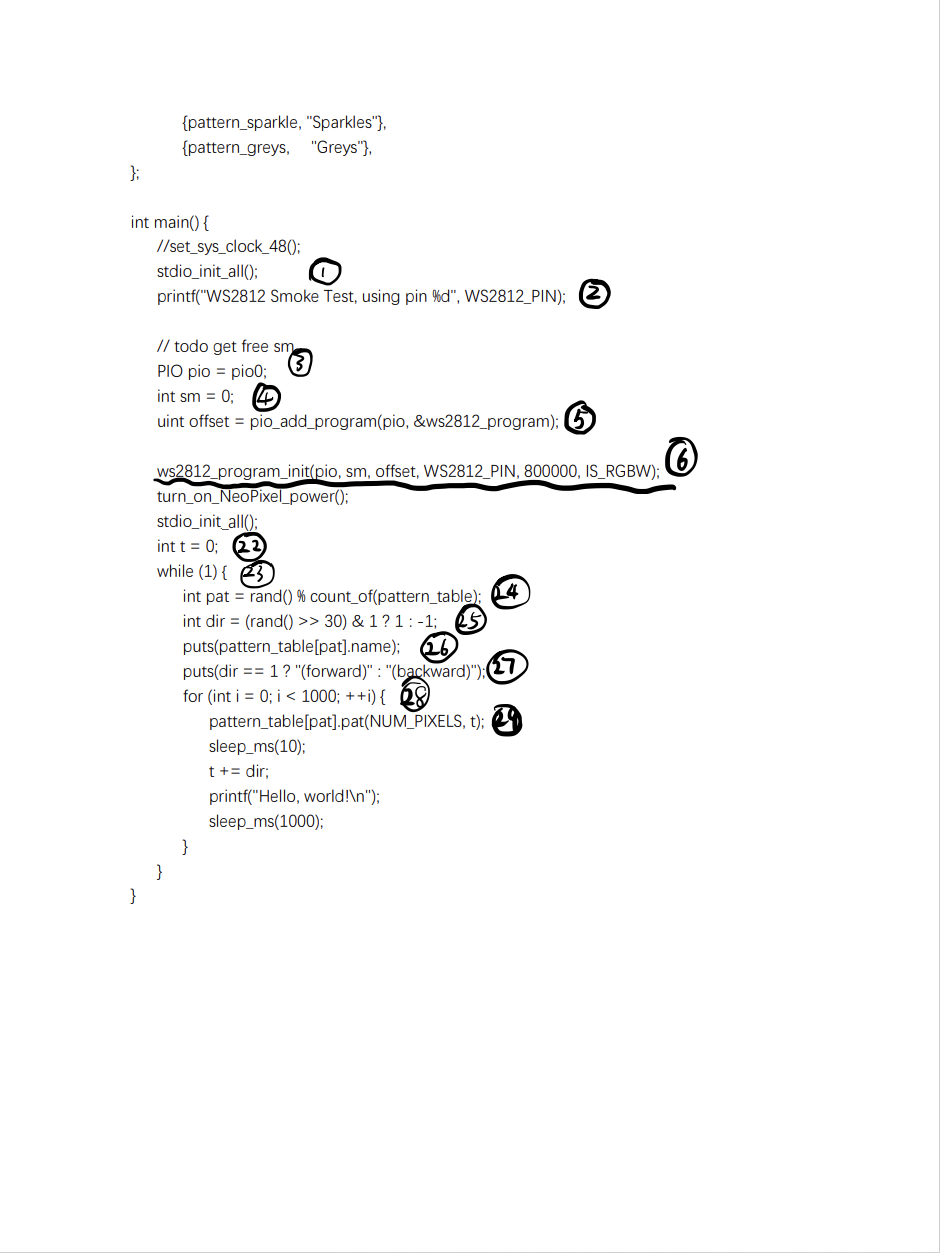 {pattern_sparkle, "Sparkles"},
{pattern_greys, "Greys"},
};
int main() {
//set_sys_clock_48();
stdio_init_all(); 1
printf("WS2812 Smoke Test, using pin %d", WS2812_PIN); 2
// todo get free sm
PIO pio = pio0; 3
int sm = 0; 4
uint offset = pio_add_program(pio, &ws2812_program); 5
ws2812_program_init(pio, sm, offset, WS2812_PIN, 800000, IS_RGBW); 6
turn_on_NeoPixel_power();
stdio_init_all();
int t = 0; 22
while (1) { 23
int pat = rand() % count_of(pattern_table); 24
int dir = (rand() >> 30) & 1 ? 1 : -1; 25
puts(pattern_table[pat].name); 26
puts(dir == 1 ? "(forward)" : "(backward)"); 27
for (int i = 0; i < 1000; ++i) { 28
pattern_table[pat].pat(NUM_PIXELS, t); 29
sleep_ms(10);
t += dir;
printf("Hello, world!\n");
sleep_ms(1000);
}
}
}